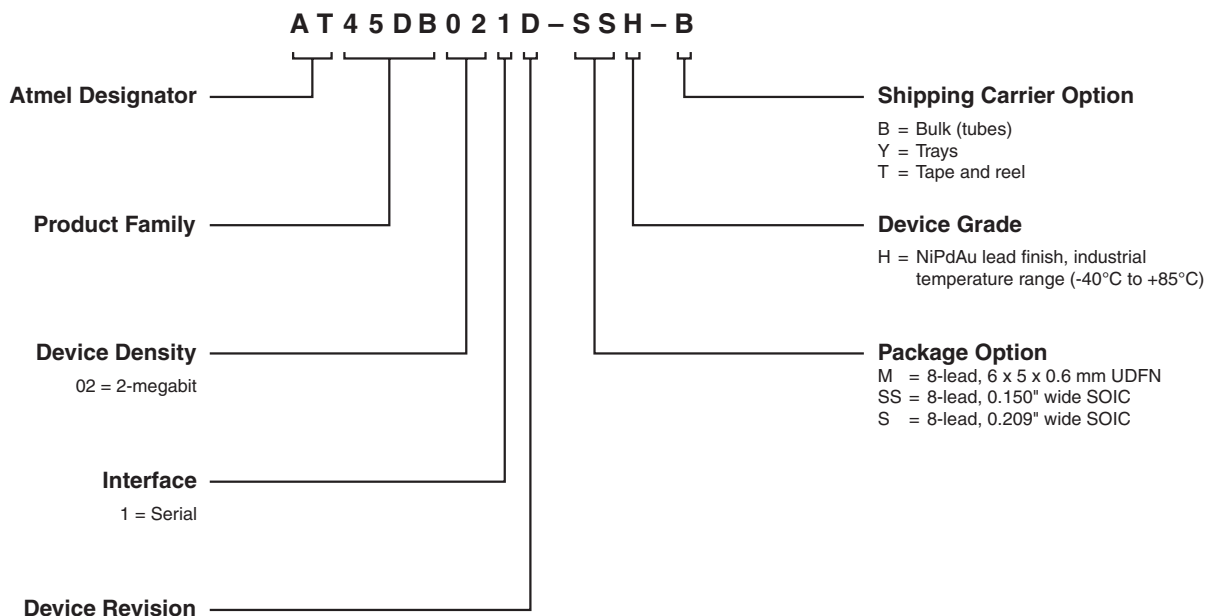 AT45DB021D–SSH–B
Atmel Designator
Product Family
Device Density
02 = 2-megabit
Interface
1 = Serial
Device Revision
Shipping Carrier Option
B = Bulk (tubes)
Y = Trays
T = Tape and reel
Device Grade
H = NiPdAu lead finish, industrial
temperature range (-40°C to +85°C)
Package Option
M = 8-lead, 6 x 5 x 0.6 mm UDFN
SS = 8-lead, 0.150" wide SOIC
S = 8-lead, 0.209" wide SOIC